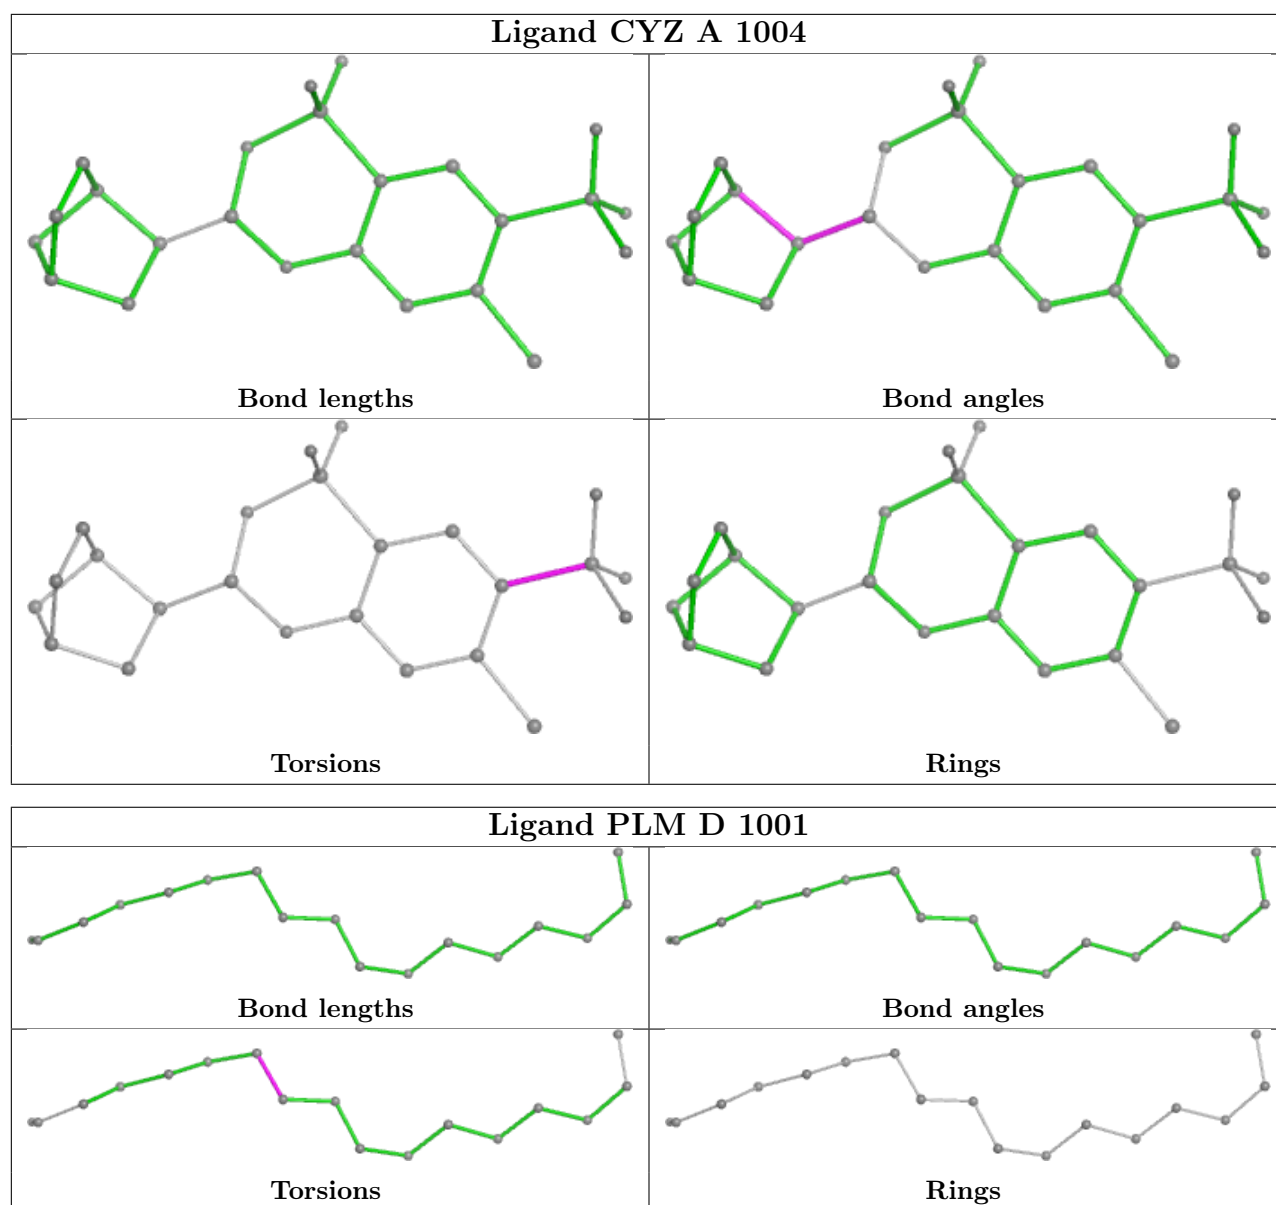 Ligand CYZ A 1004
Bond lengths
Bond angles
Torsions
Rings
Ligand PLM D 1001
Bond lengths
Bond angles
Torsions
Rings